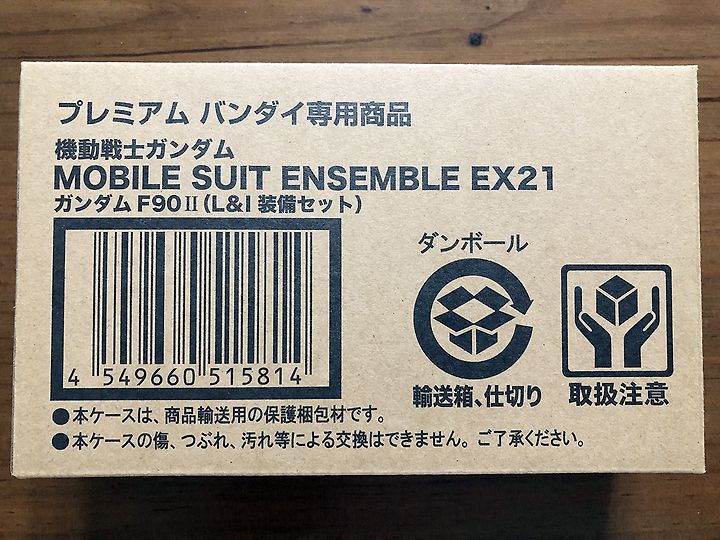 プレミアム バンダイ専用商品
機動戦士ガンダム
MOBILE SUIT ENSEMBLE EX21
ガンダム F90Ⅱ(L&I 装備セット)
4 549660 515814
ダンボール
輸送箱、仕切り
取扱注意
●本ケースは、商品輸送用の保護梱包材です。
●本ケースの傷、つぶれ、汚れ等による交換はできません。ご了承ください。